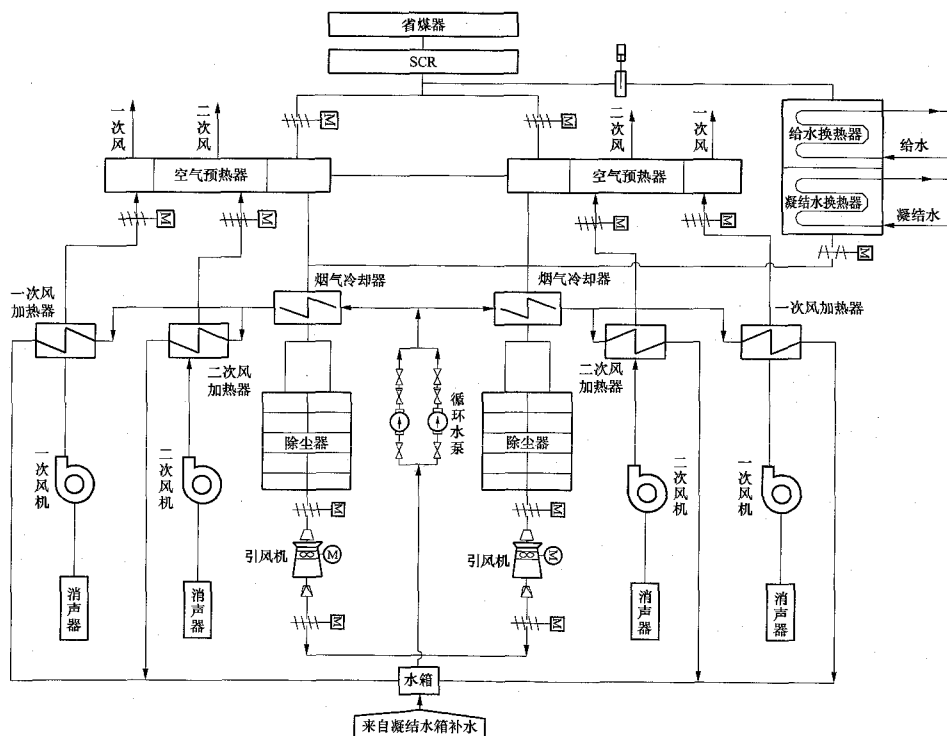 省煤器
SCR
M
M
一次风
二次风
二次风
一次风
空气预热器
空气预热器
给水换热器
给水
凝结水换热器
凝结水
M
M
M
M
M
一次风
加热器
烟气冷却器
烟气冷却器
一次风加热器
二次风
加热器
二次风
加热器
循环水泵
除尘器
除尘器
一次风机
二次风机
二次风机
一次风机
M
M
引风机
M
引风机
M
消声器
消声器
消声器
消声器
M
M
水箱
来自凝结水箱补水